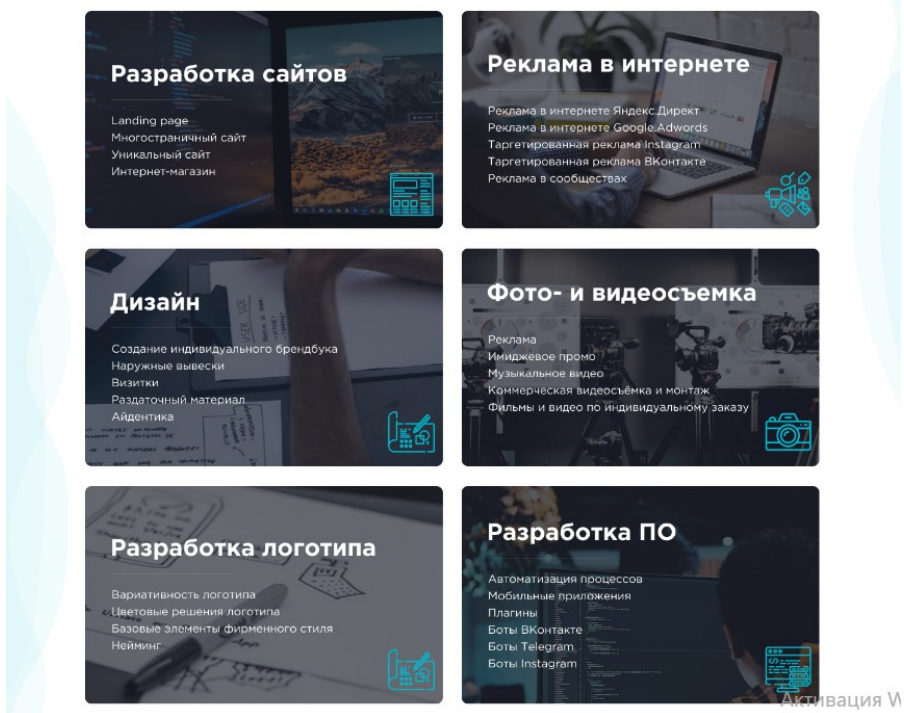 Разработка сайтов
Landing page
Многостраничный сайт
Уникальный сайт
Интернет-магазин
Реклама в интернете
Реклама в интернете Яндекс.Директ
Реклама в интернете Google.Adwords
Таргетированная реклама Instagram
Таргетированная реклама ВКонтакте
Реклама в сообществах
Дизайн
Создание индивидуального брендбука
Наружные вывески
Визитки
Раздаточный материал
Айдентика
USER SIDE
Фото- и видеосъемка
Реклама
Имиджевое промо
Музыкальное видео
Коммерческая видеосъёмка и монтаж
Фильмы и видео по индивидуальному заказу
Разработка логотипа
Вариативность логотипа
Цветовые решения логотипа
Базовые элементы фирменного стиля
Нейминг
App
Разработка ПО
Автоматизация процессов
Мобильные приложения
Плагины
Боты ВКонтакте
Боты Telegram
Боты Instagram
Активация W